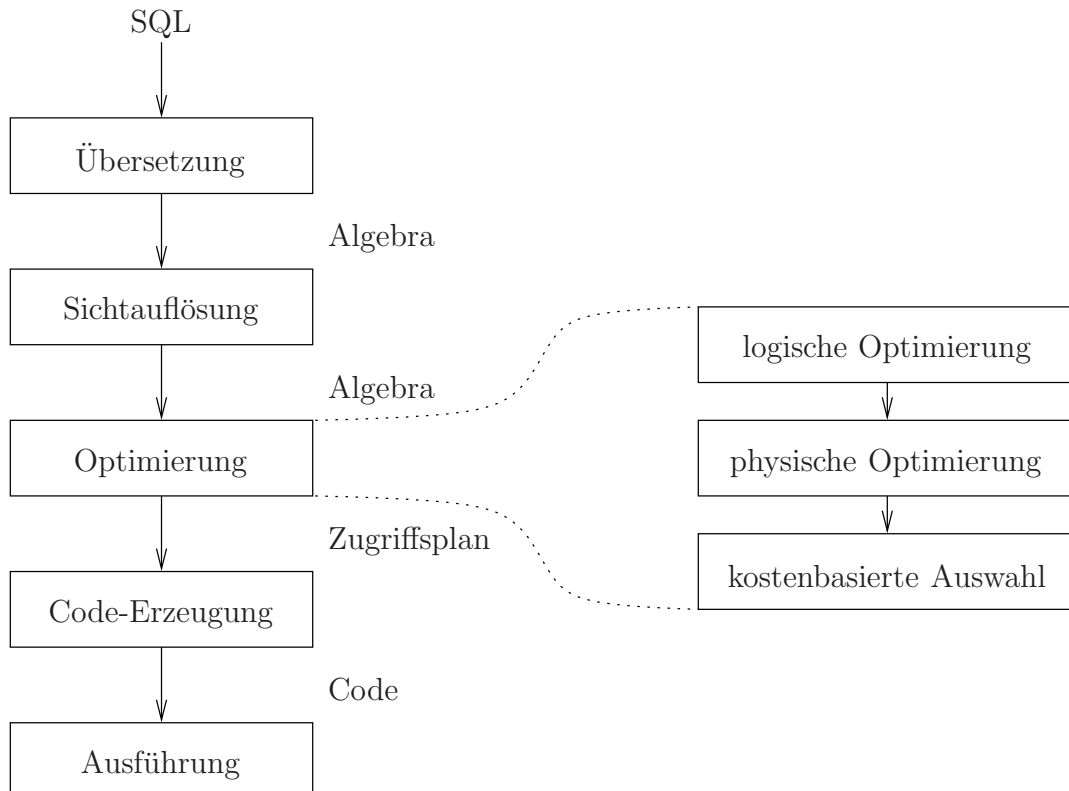 SQL
Übersetzung
Algebra
Sichtauflösung
Algebra
Optimierung
Zugriffsplan
Code-Erzeugung
Code
Ausführung
logische Optimierung
physische Optimierung
kostenbasierte Auswahl